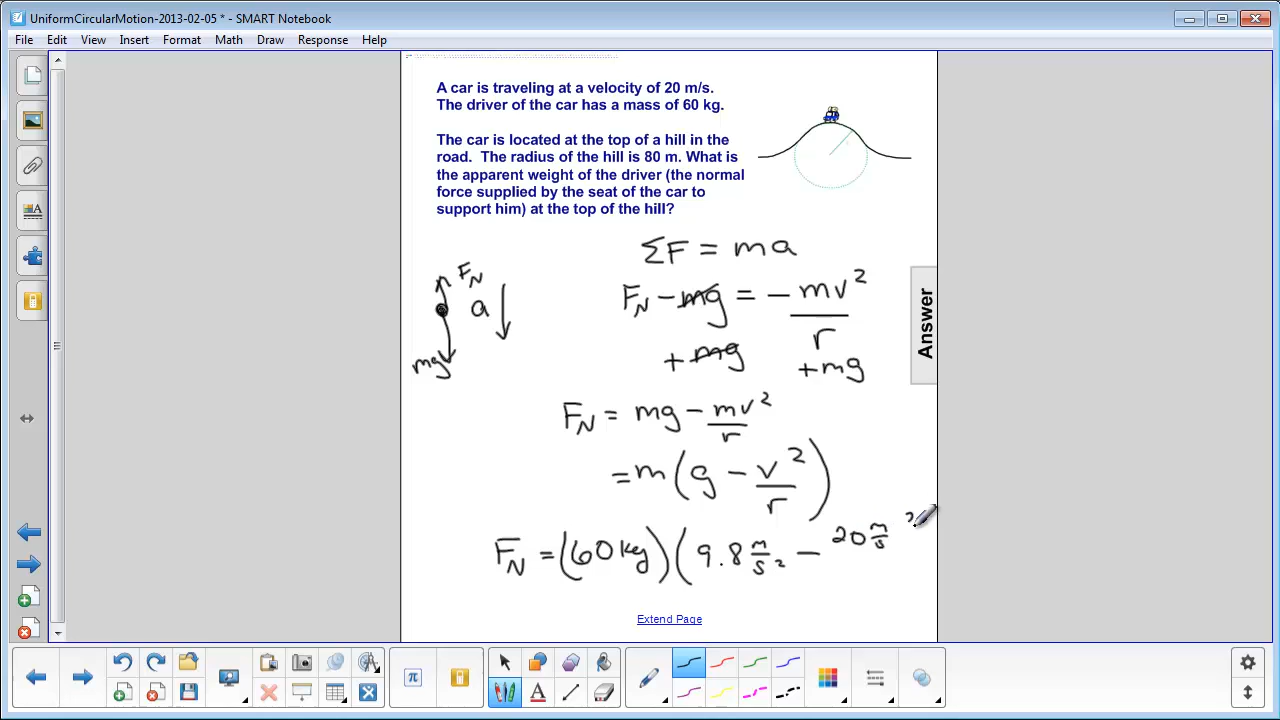 UniformCircularMotion-2013-02-05 * - SMART Notebook
File Edit View Insert Format Math Draw Response Help
A car is traveling at a velocity of 20 m/s.
The driver of the car has a mass of 60 kg.
The car is located at the top of a hill in the
road. The radius of the hill is 80 m. What is
the apparent weight of the driver (the normal
force supplied by the seat of the car to
support him) at the top of the hill?
ΣF = ma
F_N
a
mg
F_N - mg = - mv²/r
+ mg + mg
F_N = mg - mv²/r
= m(g - v²/r)
F_N = (60 kg)(9.8 m/s² - 20 m/s
Answer
Extend Page
π
A